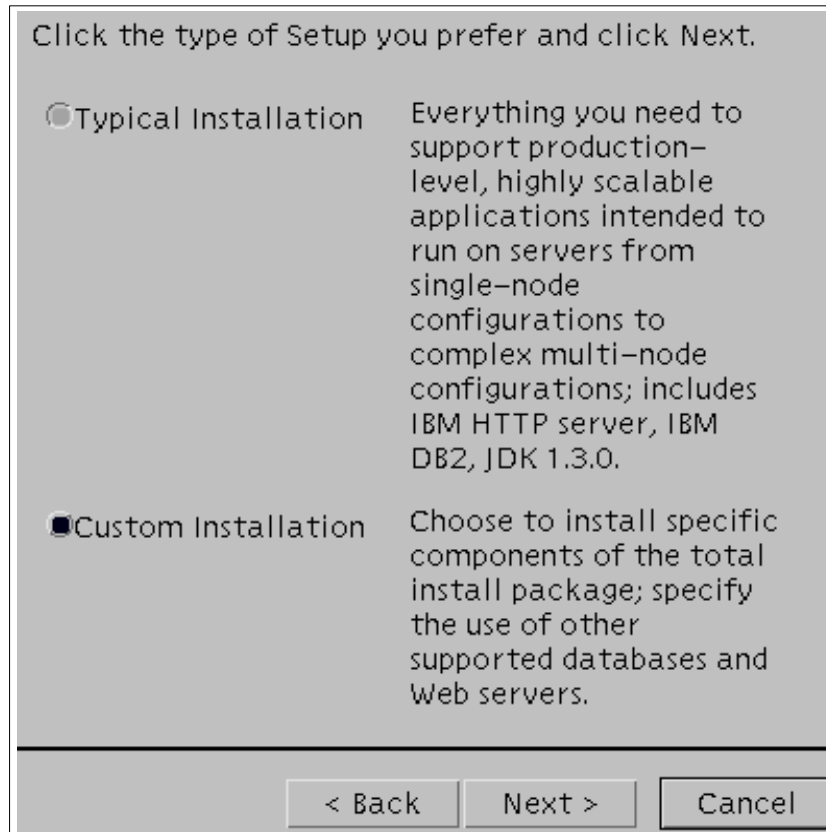 Click the type of Setup you prefer and click Next.
Typical Installation
Everything you need to
support production-
level, highly scalable
applications intended to
run on servers from
single-node
configurations to
complex multi-node
configurations; includes
IBM HTTP server, IBM
DB2, JDK 1.3.0.
Custom Installation
Choose to install specific
components of the total
install package; specify
the use of other
supported databases and
Web servers.
< Back
Next >
Cancel